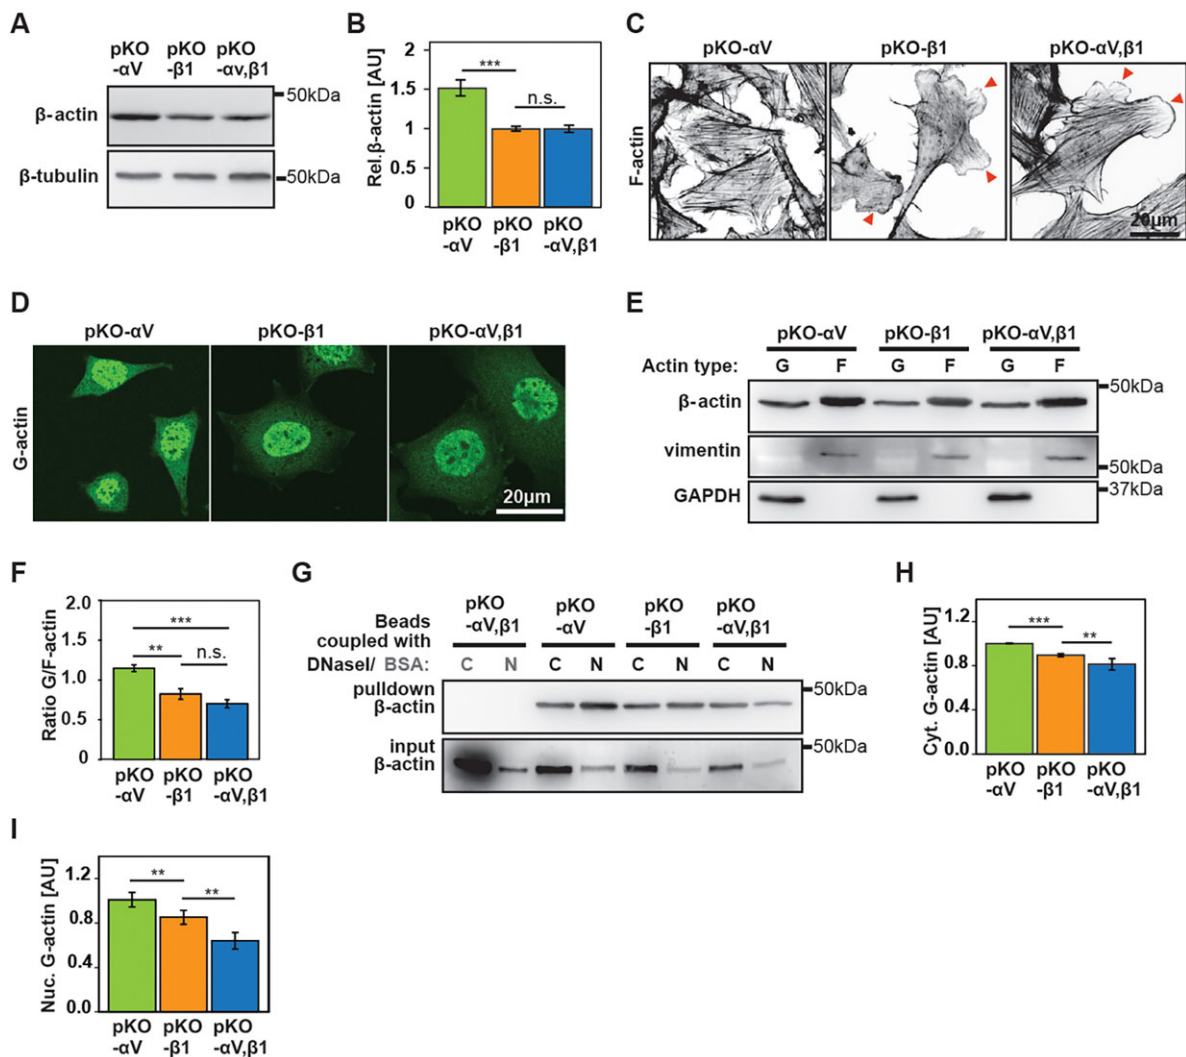 A
pKO pKO pKO
-αV -β1 -αv,β1
50kDa
β-actin
β-tubulin
50kDa
B
2
1.5
1
0.5
0
Rel.β-actin [AU]
***
n.s.
pKO pKO pKO
-αV -β1 -αV,β1
C
pKO-αV pKO-β1 pKO-αV,β1
F-actin
20µm
D
pKO-αV pKO-β1 pKO-αV,β1
G-actin
20µm
E
pKO-αV pKO-β1 pKO-αV,β1
Actin type: G F G F G F
50kDa
β-actin
vimentin
50kDa
GAPDH
37kDa
F
2.0
1.5
1.0
0.5
0
Ratio G/F-actin
***
** n.s.
pKO pKO pKO
-αV -β1 -αV,β1
G
pKO pKO pKO pKO
-αV,β1 -αV -β1 -αV,β1
Beads
coupled with
DNaseI/ BSA: C N C N C N C N
pulldown
β-actin
50kDa
input
β-actin
50kDa
H
1.2
0.8
0.4
0.0
Cyt. G-actin [AU]
*** **
pKO pKO pKO
-αV -β1 -αV,β1
I
1.2
0.8
0.4
0.0
Nuc. G-actin [AU]
** **
pKO pKO pKO
-αV -β1 -αV,β1